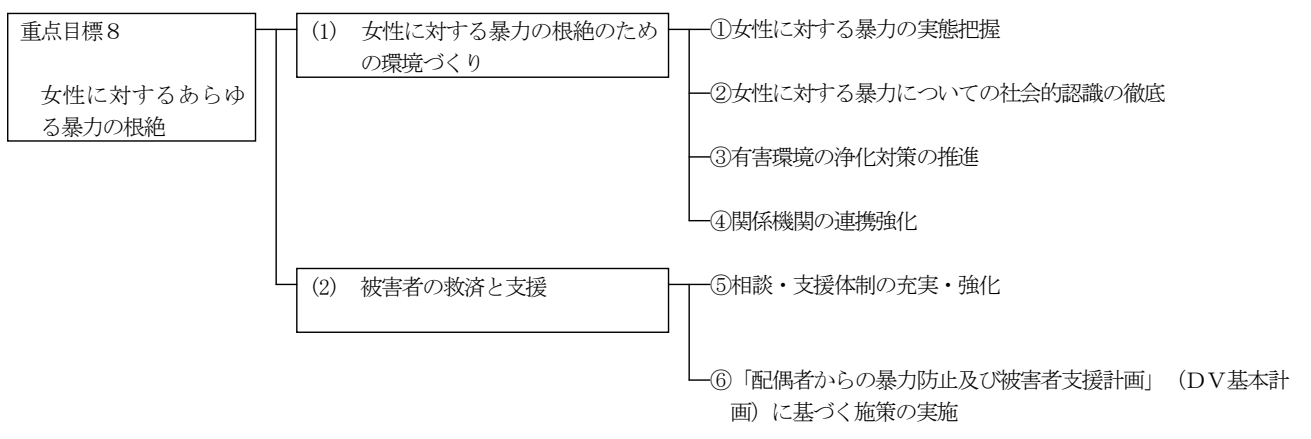 重点目標８
女性に対するあらゆ
る暴力の根絶
(1) 女性に対する暴力の根絶のため
の環境づくり
①女性に対する暴力の実態把握
②女性に対する暴力についての社会的認識の徹底
③有害環境の浄化対策の推進
④関係機関の連携強化
(2) 被害者の救済と支援
⑤相談・支援体制の充実・強化
⑥「配偶者からの暴力防止及び被害者支援計画」（ＤＶ基本計
画）に基づく施策の実施